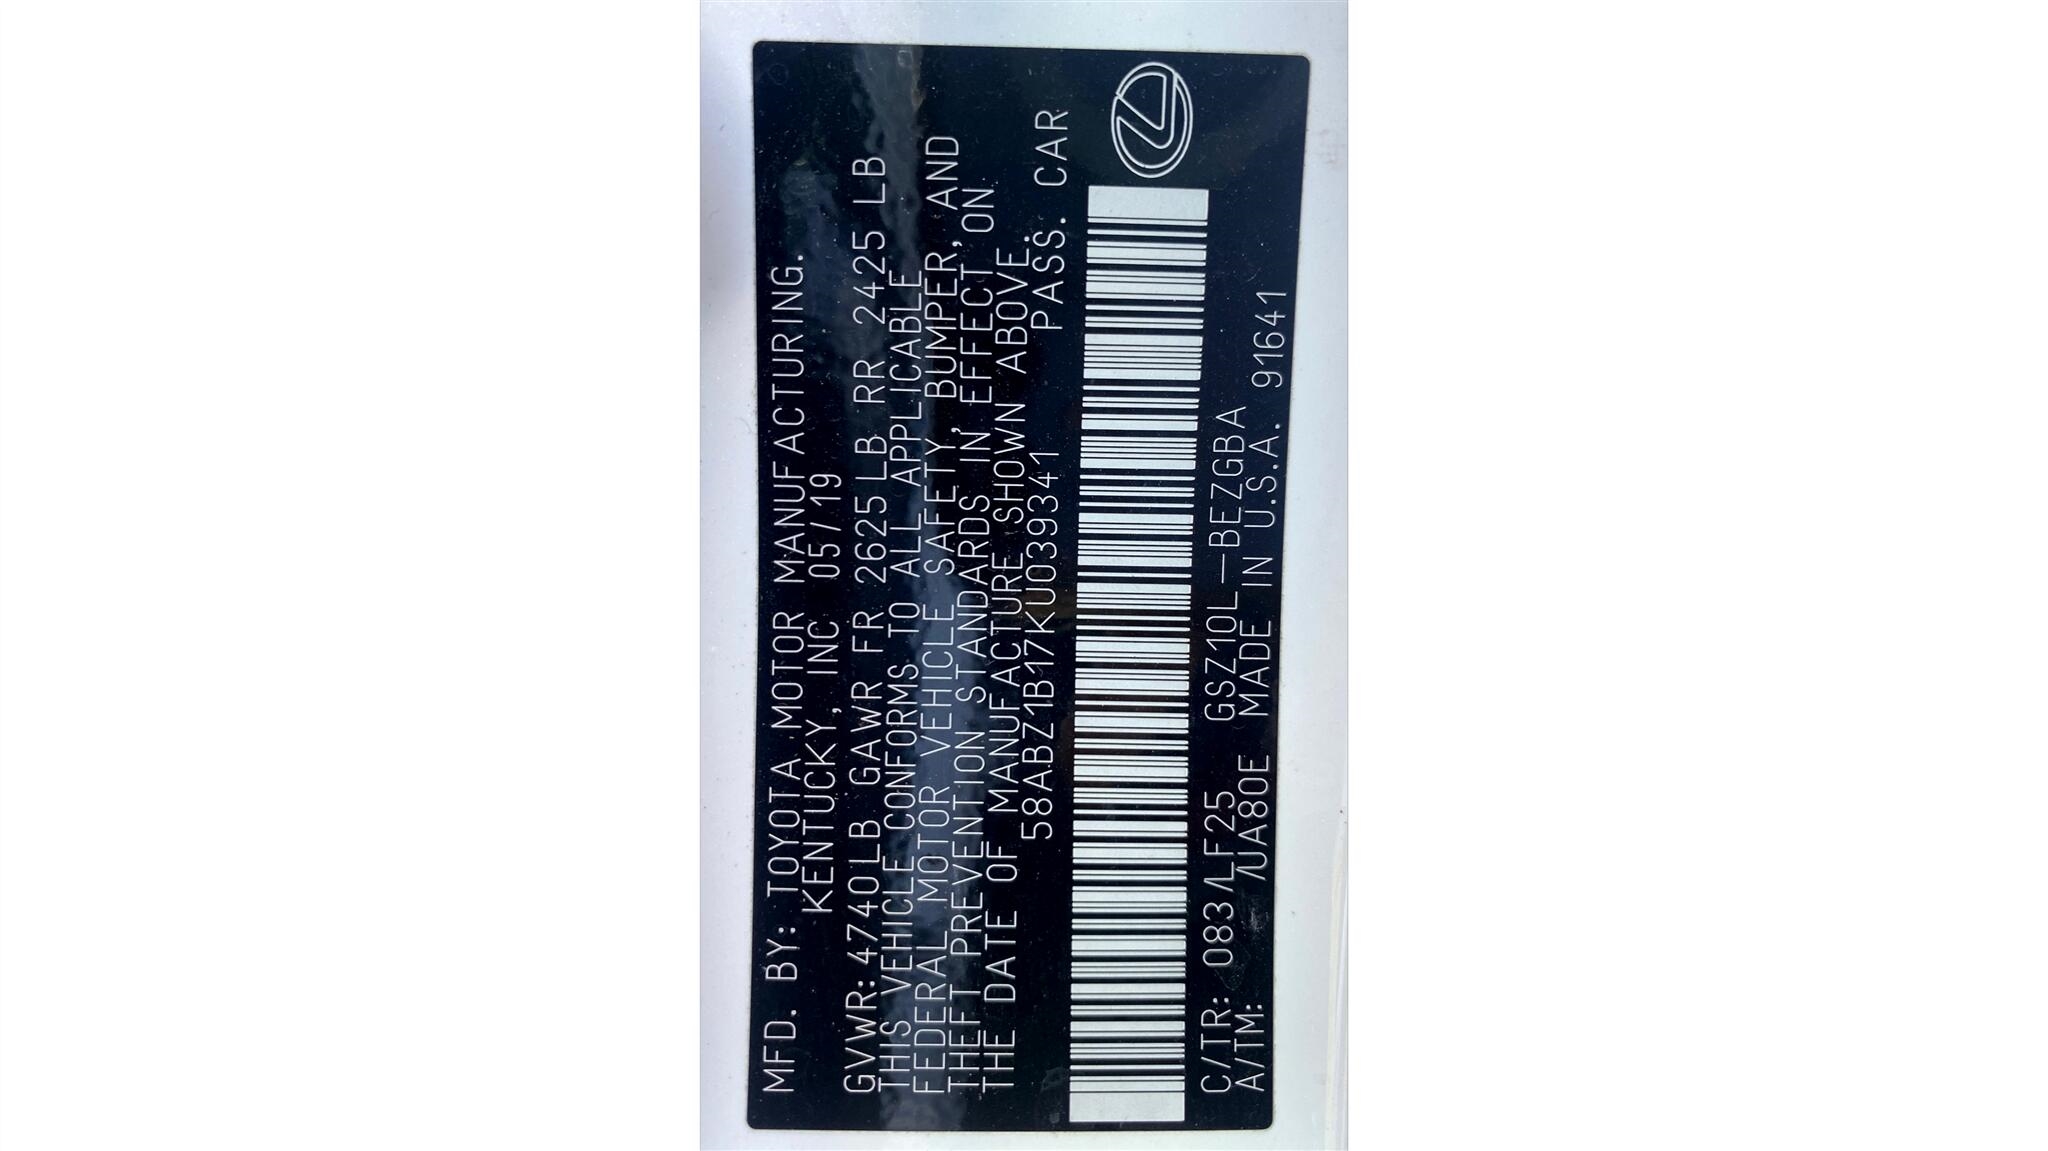 MFD. BY: TOYOTA MOTOR MANUFACTURING.
KENTUCKY, INC 05/19
GVWR: 4740LB GAWR FR 2625LB RR 2425LB
THIS VEHICLE CONFORMS TO ALL APPLICABLE
FEDERAL MOTOR VEHICLE SAFETY, BUMPER, AND
THEFT PREVENTION STANDARDS IN EFFECT ON
THE DATE OF MANUFACTURE SHOWN ABOVE.
58ABZ1B17KU039341 PASS. CAR
C/TR: 083/LF25 GSZ10L-BEZGBA
A/TM: /UA80E MADE IN U.S.A. 91641